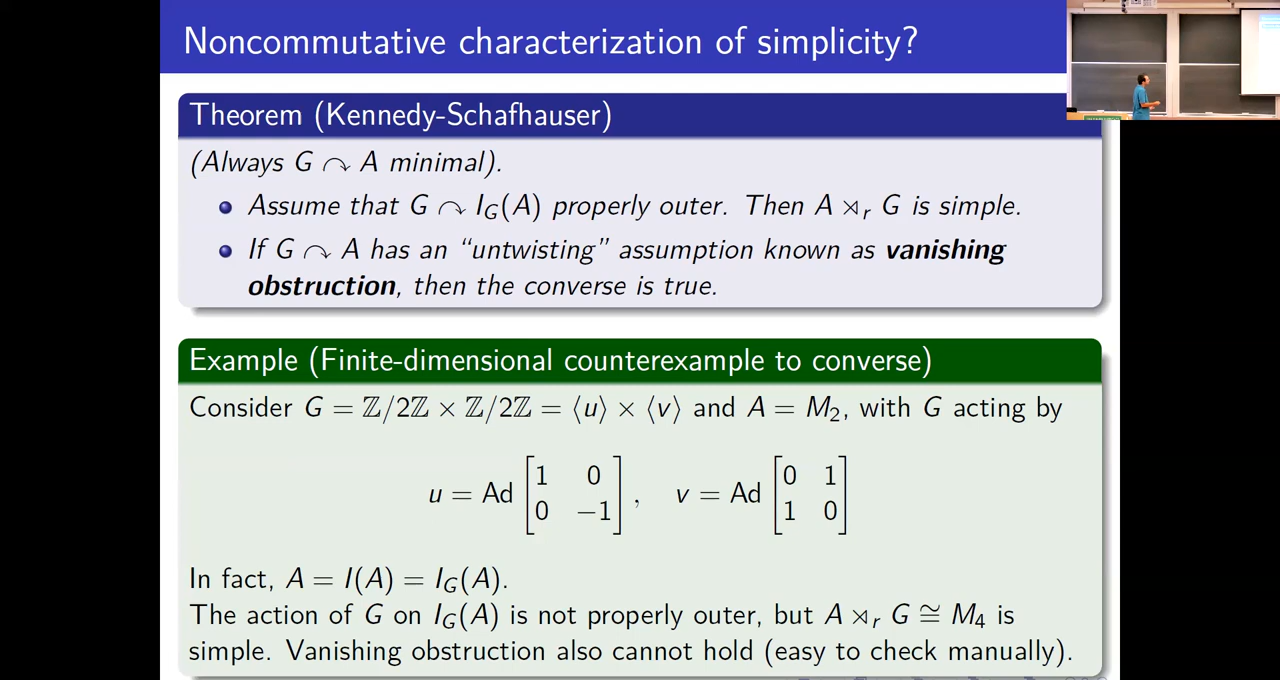 Noncommutative characterization of simplicity?
Theorem (Kennedy-Schafhauser)
(Always G ↷ A minimal).
Assume that G ↷ I_G(A) properly outer. Then A ⋊_r G is simple.
If G ↷ A has an “untwisting” assumption known as vanishing
obstruction, then the converse is true.
Example (Finite-dimensional counterexample to converse)
Consider G = ℤ/2ℤ × ℤ/2ℤ = ⟨u⟩ × ⟨v⟩ and A = M₂, with G acting by
u = Ad [1 0; 0 −1], v = Ad [0 1; 1 0]
In fact, A = I(A) = I_G(A).
The action of G on I_G(A) is not properly outer, but A ⋊_r G ≅ M₄ is
simple. Vanishing obstruction also cannot hold (easy to check manually).